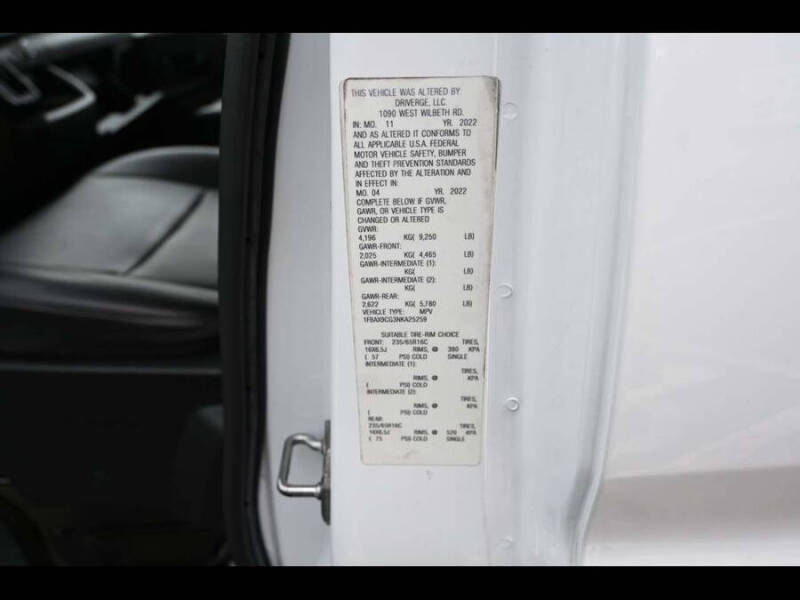 THIS VEHICLE WAS ALTERED BY:
DRIVERGE, LLC.
1090 WEST WILBETH RD.
IN: MO. 11 YR. 2022
AND AS ALTERED IT CONFORMS TO
ALL APPLICABLE U.S.A. FEDERAL
MOTOR VEHICLE SAFETY, BUMPER
AND THEFT PREVENTION STANDARDS
AFFECTED BY THE ALTERATION AND
IN EFFECT IN:
MO. 04 YR. 2022
COMPLETE BELOW IF GVWR,
GAWR, OR VEHICLE TYPE IS
CHANGED OR ALTERED
GVWR:
4,196 KG( 9,250 LB)
GAWR-FRONT:
2,025 KG( 4,465 LB)
GAWR-INTERMEDIATE (1):
KG( LB)
GAWR-INTERMEDIATE (2):
KG( LB)
GAWR-REAR:
2,622 KG( 5,780 LB)
VEHICLE TYPE: MPV
1FBAX9CG3NKA25259
SUITABLE TIRE-RIM CHOICE
FRONT: 235/65R16C TIRES,
16X6.5J RIMS, @ 390 KPA
( 57 PSI) COLD SINGLE
INTERMEDIATE (1):
TIRES,
RIMS, @ KPA
( PSI) COLD
INTERMEDIATE (2):
TIRES,
RIMS, @ KPA
( PSI) COLD
REAR:
235/65R16C TIRES,
16X6.5J RIMS, @ 520 KPA
( 75 PSI) COLD SINGLE